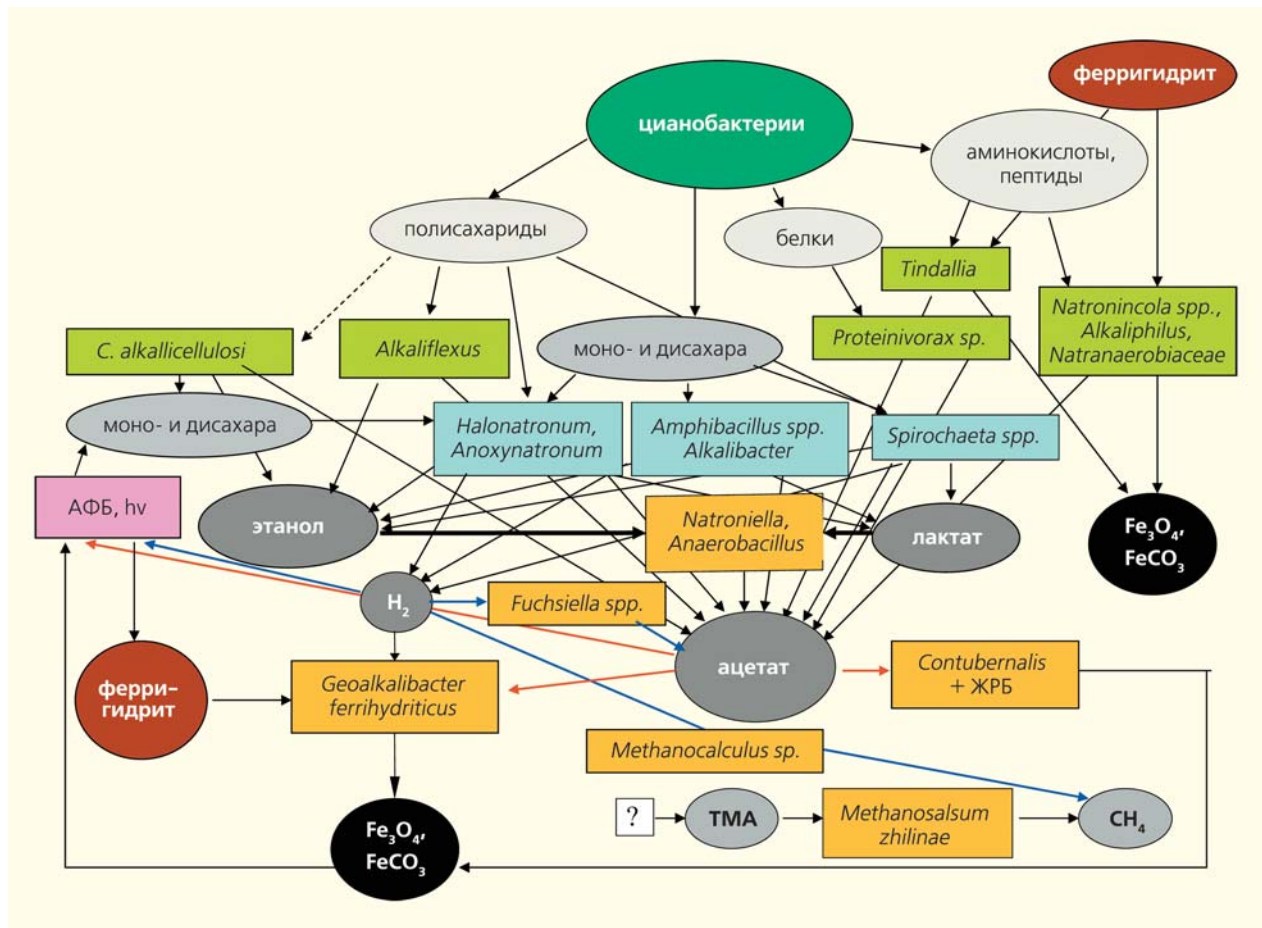 ферригидрит
цианобактерии
аминокислоты,
пептиды
полисахариды
белки
Tindallia
Natronincola spp.,
Alkaliphilus,
Natranaerobiaceae
C. alkallicellulosi
Alkaliflexus
моно- и дисахара
Proteinivorax sp.
моно- и дисахара
Halonatronum,
Anoxynatronum
Amphibacillus spp.
Alkalibacter
Spirochaeta spp.
АФБ, hv
этанол
Natroniella,
Anaerobacillus
лактат
Fe3O4,
FeCO3
H2
Fuchsiella spp.
ферри-
гидрит
Geoalkalibacter
ferrihydriticus
ацетат
Contubernalis
+ ЖРБ
Methanocalculus sp.
?
ТМА
Methanosalsum
zhilinae
CH4
Fe3O4,
FeCO3